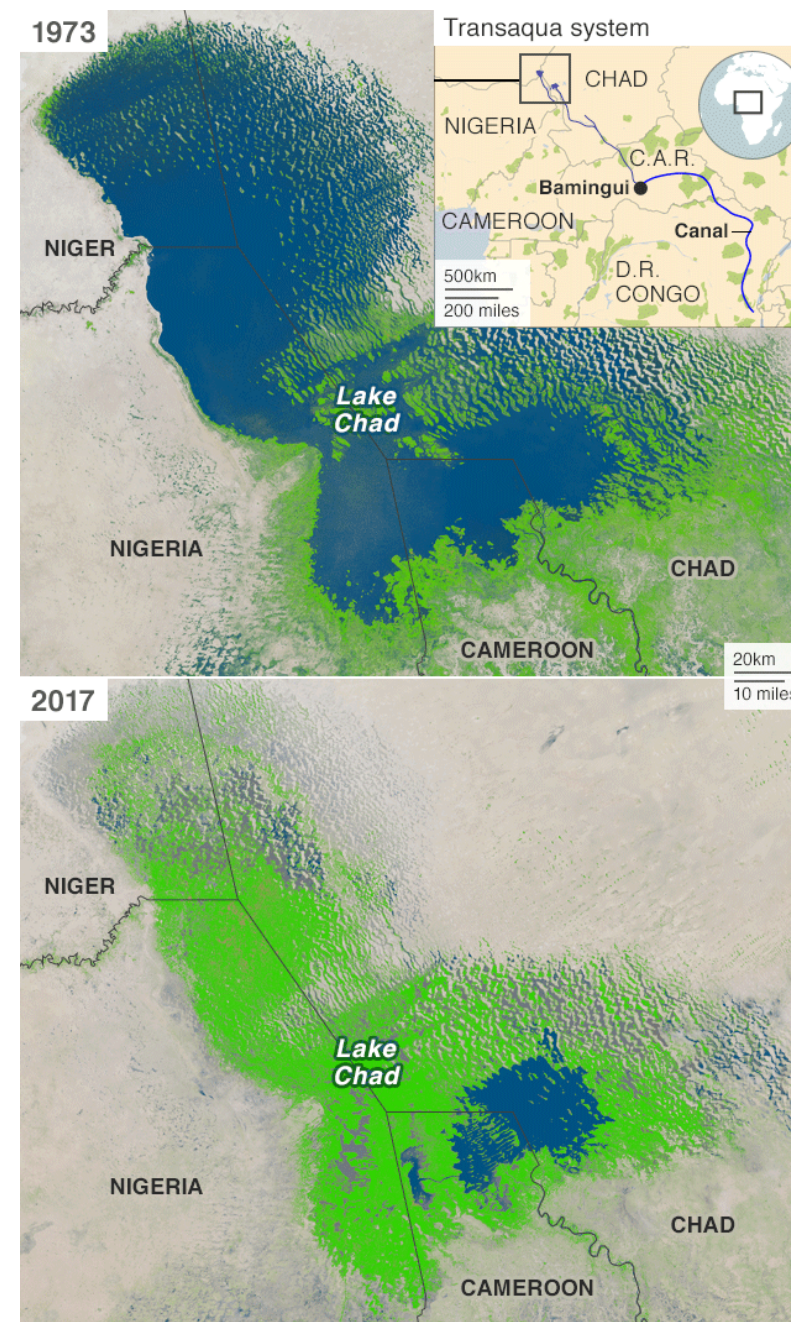 1973
Transaqua system
CHAD
NIGERIA
C.A.R.
Bamingui
CAMEROON
Canal
D.R.
CONGO
500km
200 miles
NIGER
Lake
Chad
NIGERIA
CHAD
CAMEROON
20km
10 miles
2017
NIGER
Lake
Chad
NIGERIA
CHAD
CAMEROON